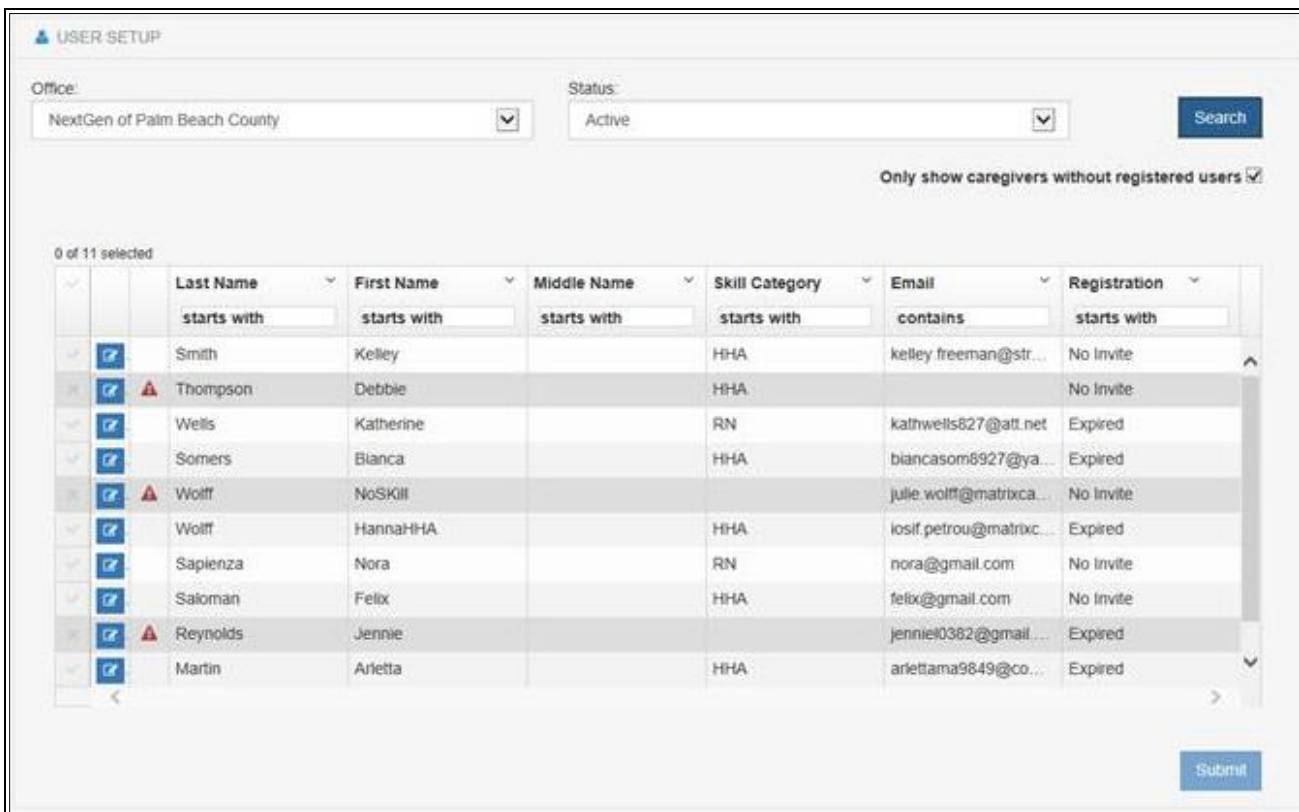 USER SETUP
Office: Status:
NextGen of Palm Beach County Active Search
Only show caregivers without registered users
0 of 11 selected
Last Name First Name Middle Name Skill Category Email Registration
starts with starts with starts with starts with contains starts with
Smith Kelley HHA kelley.freeman@str... No Invite
Thompson Debbie HHA No Invite
Wells Katherine RN kathwells827@att.net Expired
Somers Bianca HHA biancasom8927@ya... Expired
Wolff NoSKill julie.wolff@matrixca... No Invite
Wolff HannaHHA HHA iosif.petrou@matrixc... Expired
Sapienza Nora RN nora@gmail.com No Invite
Saloman Felix HHA felix@gmail.com No Invite
Reynolds Jennie jenniel0382@gmail.... Expired
Martin Arletta HHA arlettama9849@co... Expired
Submit